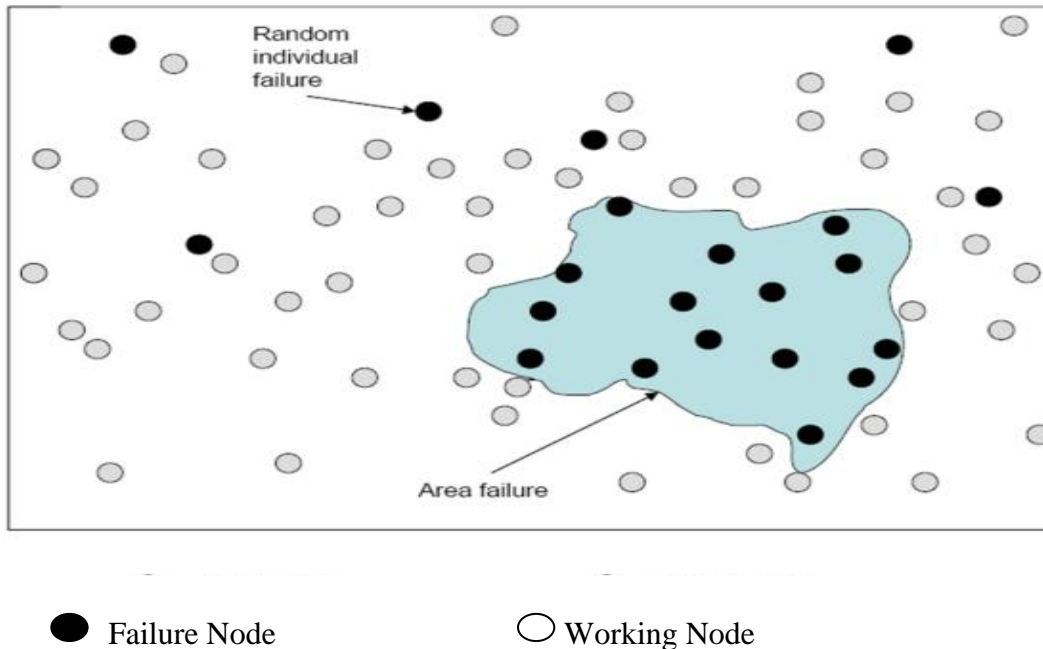 Random
individual
failure
Area failure
Failure Node
Working Node